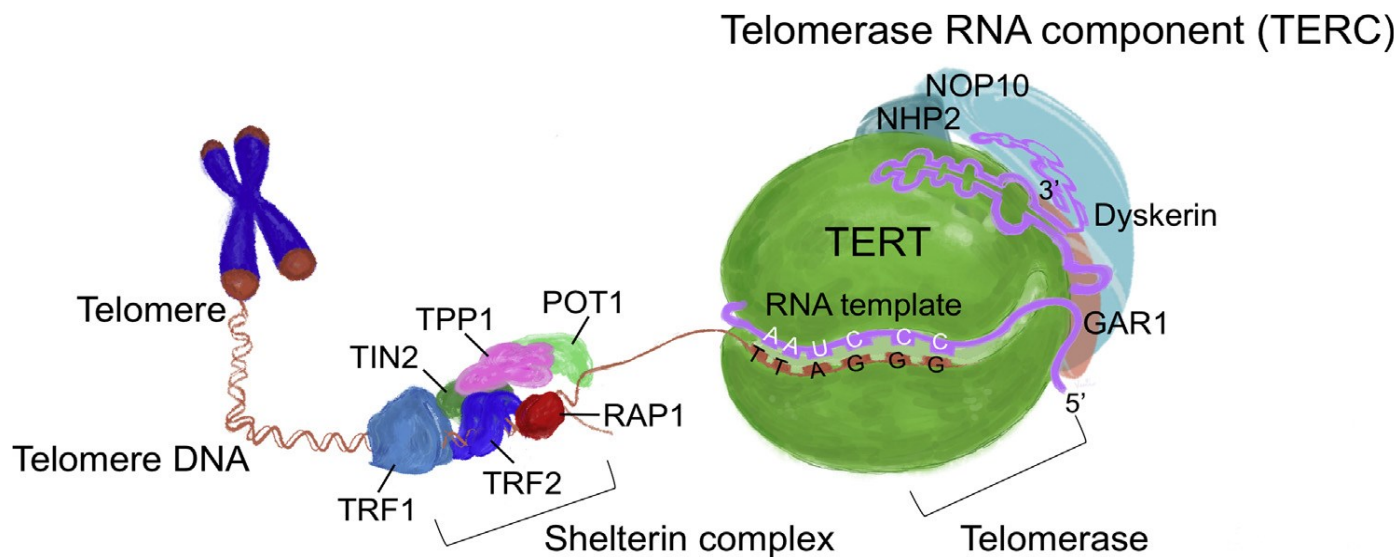 Telomerase RNA component (TERC)
NOP10
NHP2
3’
Dyskerin
TERT
Telomere
POT1
TPP1
RNA template
GAR1
TIN2
A A U C C C
T T A G G G
5’
RAP1
Telomere DNA
TRF2
TRF1
Shelterin complex
Telomerase